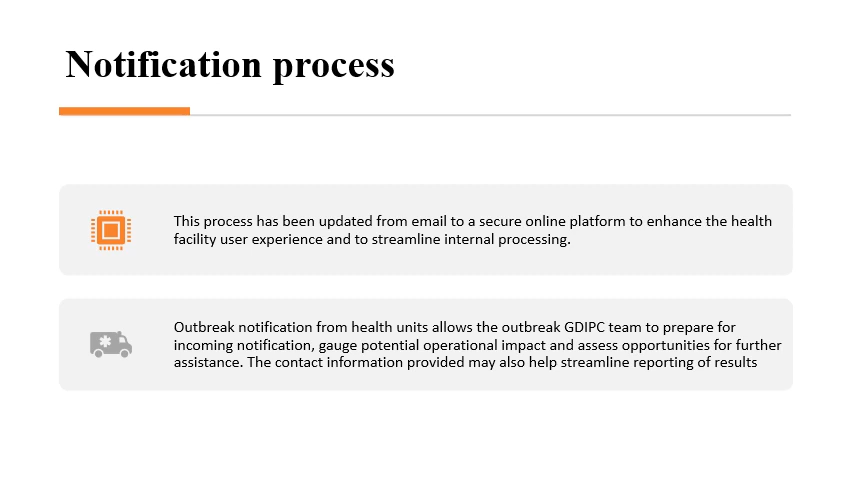 Notification process
This process has been updated from email to a secure online platform to enhance the health
facility user experience and to streamline internal processing.
Outbreak notification from health units allows the outbreak GDIPC team to prepare for
incoming notification, gauge potential operational impact and assess opportunities for further
assistance. The contact information provided may also help streamline reporting of results